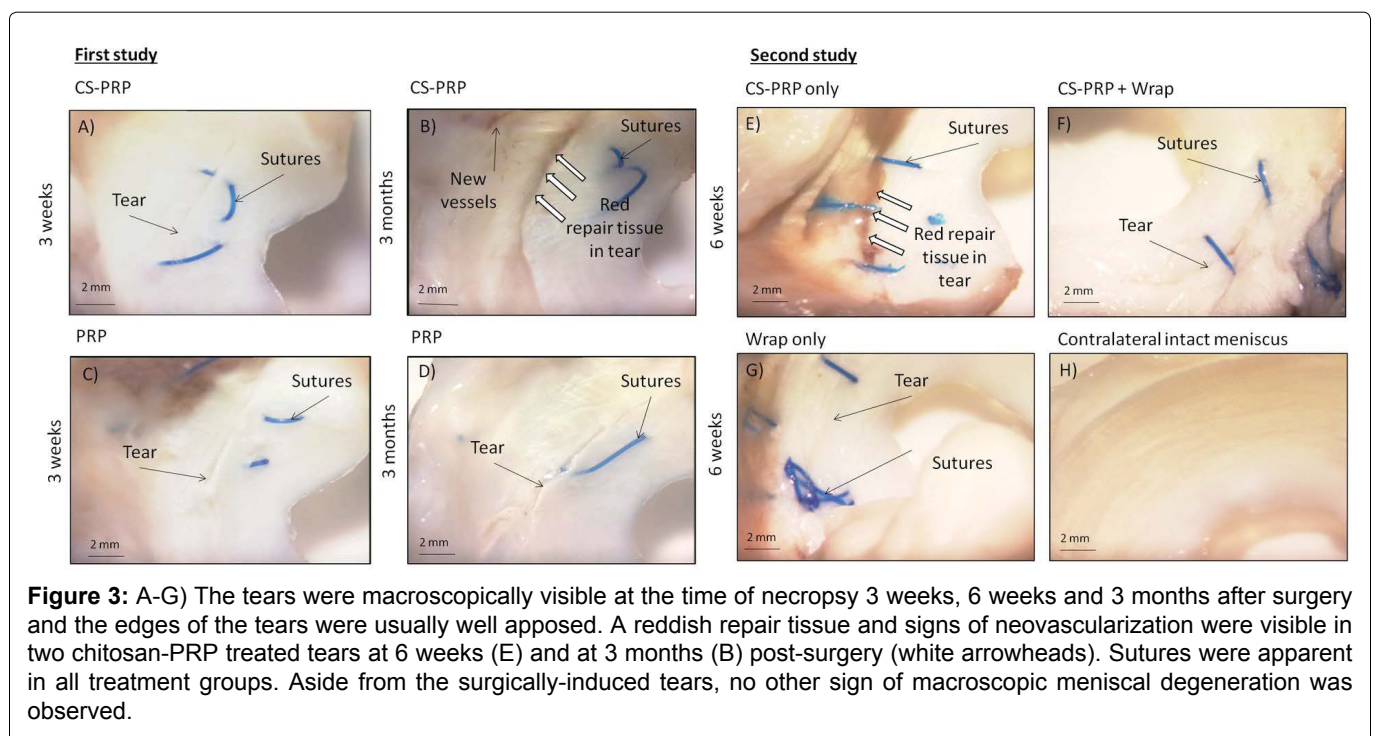 First study
CS-PRP
CS-PRP
3 weeks
A)
Sutures
Tear
2 mm
3 months
B)
Sutures
New
vessels
Red
repair tissue
in tear
2 mm
PRP
PRP
3 weeks
C)
Sutures
Tear
2 mm
3 months
D)
Sutures
Tear
2 mm
Second study
CS-PRP only
CS-PRP + Wrap
6 weeks
E)
Sutures
Red repair
tissue in
tear
2 mm
F)
Sutures
Tear
2 mm
Wrap only
Contralateral intact meniscus
6 weeks
G)
Tear
Sutures
2 mm
H)
2 mm
Figure 3: A-G) The tears were macroscopically visible at the time of necropsy 3 weeks, 6 weeks and 3 months after surgery
and the edges of the tears were usually well apposed. A reddish repair tissue and signs of neovascularization were visible in
two chitosan-PRP treated tears at 6 weeks (E) and at 3 months (B) post-surgery (white arrowheads). Sutures were apparent
in all treatment groups. Aside from the surgically-induced tears, no other sign of macroscopic meniscal degeneration was
observed.